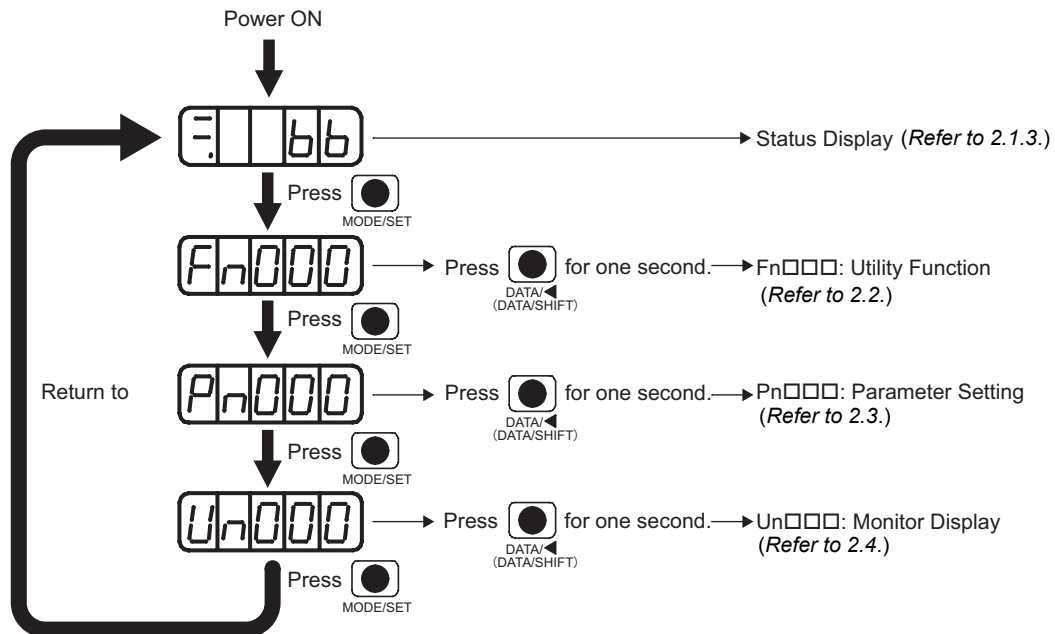 Power ON
bb
Status Display (Refer to 2.1.3.)
Press
MODE/SET
Fn000
Press
for one second.
Fn□□□: Utility Function
DATA/◀
(DATA/SHIFT)
(Refer to 2.2.)
Press
MODE/SET
Return to
Pn000
Press
for one second.
Pn□□□: Parameter Setting
DATA/◀
(DATA/SHIFT)
(Refer to 2.3.)
Press
MODE/SET
Un000
Press
for one second.
Un□□□: Monitor Display
DATA/◀
(DATA/SHIFT)
(Refer to 2.4.)
Press
MODE/SET